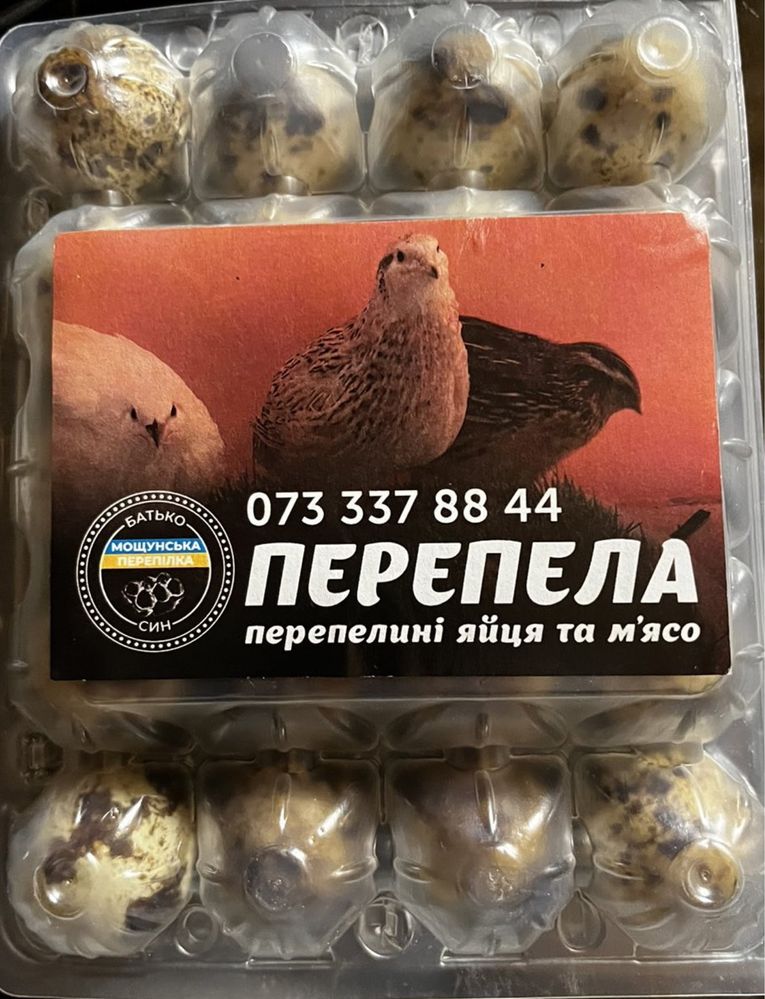 073 337 88 44
ПЕРЕПЕЛА
перепелині яйця та м'ясо
БАТЬКО
МОЩУНСЬКА
ПЕРЕПІЛКА
СИН